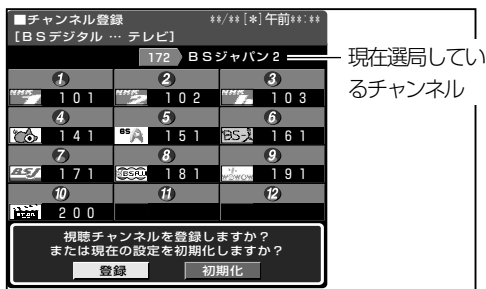 ■チャンネル登録 **/**[*]午前**:**
[BSデジタル … テレビ]
172 BSジャパン2
現在選局してい
るチャンネル
1 2 3
101 102 103
4 5 6
141 151 161
7 8 9
171 181 191
10 11 12
200
視聴チャンネルを登録しますか?
または現在の設定を初期化しますか?
登録 初期化